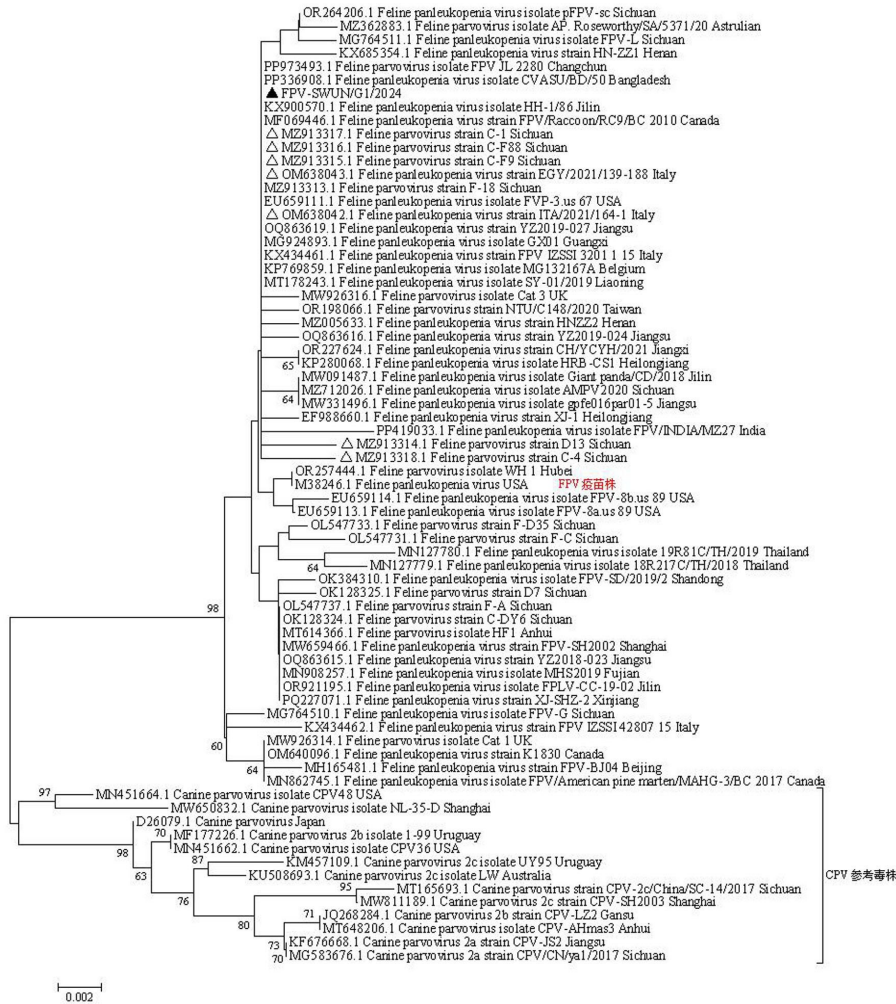 OR264206.1 Feline panleukopenia virus isolate pFPV-sc Sichuan
MZ362883.1 Feline parvovirus isolate AP. Roseworthy/SA/5371/20 Astrulian
MG764511.1 Feline panleukopenia virus isolate FPV-L Sichuan
KX685354.1 Feline panleukopenia virus strain HN-ZZ1 Henan
PP973493.1 Feline parvovirus isolate FPV JL 2280 Changchun
PP336908.1 Feline panleukopenia virus isolate CVASU/BD/50 Bangladesh
▲ FPV-SWUN/G1/2024
KX900570.1 Feline panleukopenia virus isolate HH-1/86 Jilin
MF069446.1 Feline panleukopenia virus strain FPV/Raccoon/RC9/BC 2010 Canada
△ MZ913317.1 Feline parvovirus strain C-1 Sichuan
△ MZ913316.1 Feline parvovirus strain C-F88 Sichuan
△ MZ913315.1 Feline parvovirus strain C-F9 Sichuan
△ OM638043.1 Feline panleukopenia virus strain EGY/2021/139-188 Italy
MZ913313.1 Feline parvovirus strain F-18 Sichuan
EU659111.1 Feline panleukopenia virus isolate FVP-3.us 67 USA
△ OM638042.1 Feline panleukopenia virus strain ITA/2021/164-1 Italy
OQ863619.1 Feline panleukopenia virus strain YZ2019-027 Jiangsu
MG924893.1 Feline panleukopenia virus isolate GX01 Guangxi
KX434461.1 Feline panleukopenia virus strain FPV IZSSI 3201 1 15 Italy
KP769859.1 Feline panleukopenia virus isolate MG132167A Belgium
MT178243.1 Feline panleukopenia virus isolate SY-01/2019 Liaoning
MW926316.1 Feline parvovirus isolate Cat 3 UK
OR198066.1 Feline parvovirus strain NTU/C148/2020 Taiwan
MZ005633.1 Feline panleukopenia virus strain HNZZ2 Henan
OQ863616.1 Feline panleukopenia virus strain YZ2019-024 Jiangsu
OR227624.1 Feline panleukopenia virus strain CH/YCYH/2021 Jiangxi
65 KP280068.1 Feline panleukopenia virus isolate HRB-CS1 Heilongjiang
MW091487.1 Feline panleukopenia virus isolate Giant panda/CD/2018 Jilin
MZ712026.1 Feline panleukopenia virus isolate AMPV2020 Sichuan
64 MW331496.1 Feline panleukopenia virus isolate gpfe016par01-5 Jiangsu
EF988660.1 Feline panleukopenia virus strain XJ-1 Heilongjiang
PP419033.1 Feline panleukopenia virus isolate FPV/INDIA/MZ27 India
△ MZ913314.1 Feline parvovirus strain D13 Sichuan
△ MZ913318.1 Feline parvovirus strain C-4 Sichuan
OR257444.1 Feline parvovirus isolate WH 1 Hubei
M38246.1 Feline panleukopenia virus USA FPV 疫苗株
EU659114.1 Feline panleukopenia virus isolate FPV-8b.us 89 USA
EU659113.1 Feline panleukopenia virus isolate FPV-8a.us 89 USA
OL547733.1 Feline parvovirus strain F-D35 Sichuan
OL547731.1 Feline parvovirus strain F-C Sichuan
MN127780.1 Feline panleukopenia virus isolate 19R81C/TH/2019 Thailand
64 MN127779.1 Feline panleukopenia virus isolate 18R217C/TH/2018 Thailand
OK384310.1 Feline panleukopenia virus isolate FPV-SD/2019/2 Shandong
OK128325.1 Feline parvovirus strain D7 Sichuan
98 OL547737.1 Feline parvovirus strain F-A Sichuan
OK128324.1 Feline parvovirus strain C-DY6 Sichuan
MT614366.1 Feline parvovirus isolate HF1 Anhui
MW659466.1 Feline panleukopenia virus strain FPV-SH2002 Shanghai
OQ863615.1 Feline panleukopenia virus strain YZ2018-023 Jiangsu
MN908257.1 Feline panleukopenia virus isolate MHS2019 Fujian
OR921195.1 Feline panleukopenia virus isolate FPLV-CC-19-02 Jilin
PQ227071.1 Feline panleukopenia virus strain XJ-SHZ-2 Xinjiang
MG764510.1 Feline panleukopenia virus isolate FPV-G Sichuan
KX434462.1 Feline panleukopenia virus strain FPV IZSSI 42807 15 Italy
60 MW926314.1 Feline parvovirus isolate Cat 1 UK
OM640096.1 Feline panleukopenia virus strain K1830 Canada
64 MH165481.1 Feline panleukopenia virus strain FPV-BJ04 Beijing
MN862745.1 Feline panleukopenia virus isolate FPV/American pine marten/MAHG-3/BC 2017 Canada
97 MN451664.1 Canine parvovirus isolate CPV48 USA
MW650832.1 Canine parvovirus isolate NL-35-D Shanghai
D26079.1 Canine parvovirus Japan
70 MF177226.1 Canine parvovirus 2b isolate 1-99 Uruguay
98 MN451662.1 Canine parvovirus isolate CPV36 USA
87 KM457109.1 Canine parvovirus 2c isolate UY95 Uruguay
63 KU508693.1 Canine parvovirus 2c isolate LW Australia
CPV 参考毒株
95 MT165693.1 Canine parvovirus strain CPV-2c/China/SC-14/2017 Sichuan
76 MW811189.1 Canine parvovirus 2c strain CPV-SH2003 Shanghai
71 JQ268284.1 Canine parvovirus 2b strain CPV-LZ2 Gansu
80 MT648206.1 Canine parvovirus isolate CPV-AHmas3 Anhui
73 KF676668.1 Canine parvovirus 2a strain CPV-JS2 Jiangsu
70 MG583676.1 Canine parvovirus 2a strain CPV/CN/ya1/2017 Sichuan
0.002